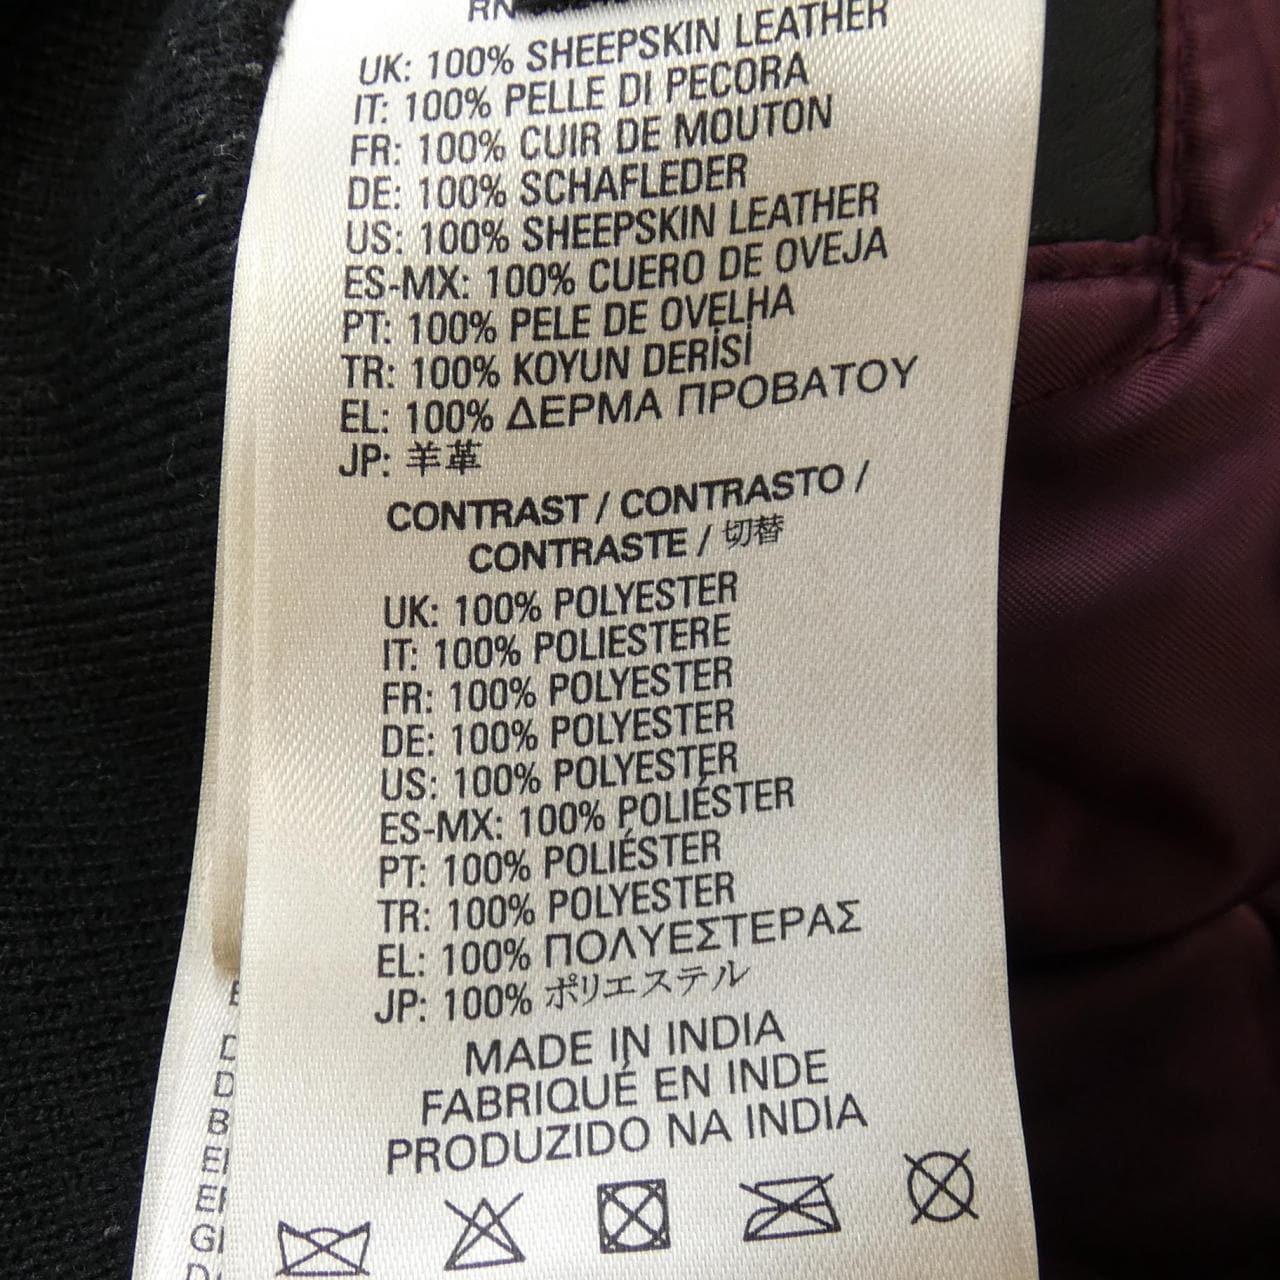 RN
UK: 100% SHEEPSKIN LEATHER
IT: 100% PELLE DI PECORA
FR: 100% CUIR DE MOUTON
DE: 100% SCHAFLEDER
US: 100% SHEEPSKIN LEATHER
ES-MX: 100% CUERO DE OVEJA
PT: 100% PELE DE OVELHA
TR: 100% KOYUN DERİSİ
EL: 100% ΔΕΡΜΑ ΠΡΟΒΑΤΟΥ
JP: 羊革
CONTRAST / CONTRASTO /
CONTRASTE / 切替
UK: 100% POLYESTER
IT: 100% POLIESTERE
FR: 100% POLYESTER
DE: 100% POLYESTER
US: 100% POLYESTER
ES-MX: 100% POLIÉSTER
PT: 100% POLIÉSTER
TR: 100% POLYESTER
EL: 100% ΠΟΛΥΕΣΤΕΡΑΣ
JP: 100% ポリエステル
MADE IN INDIA
FABRIQUÉ EN INDE
PRODUZIDO NA INDIA